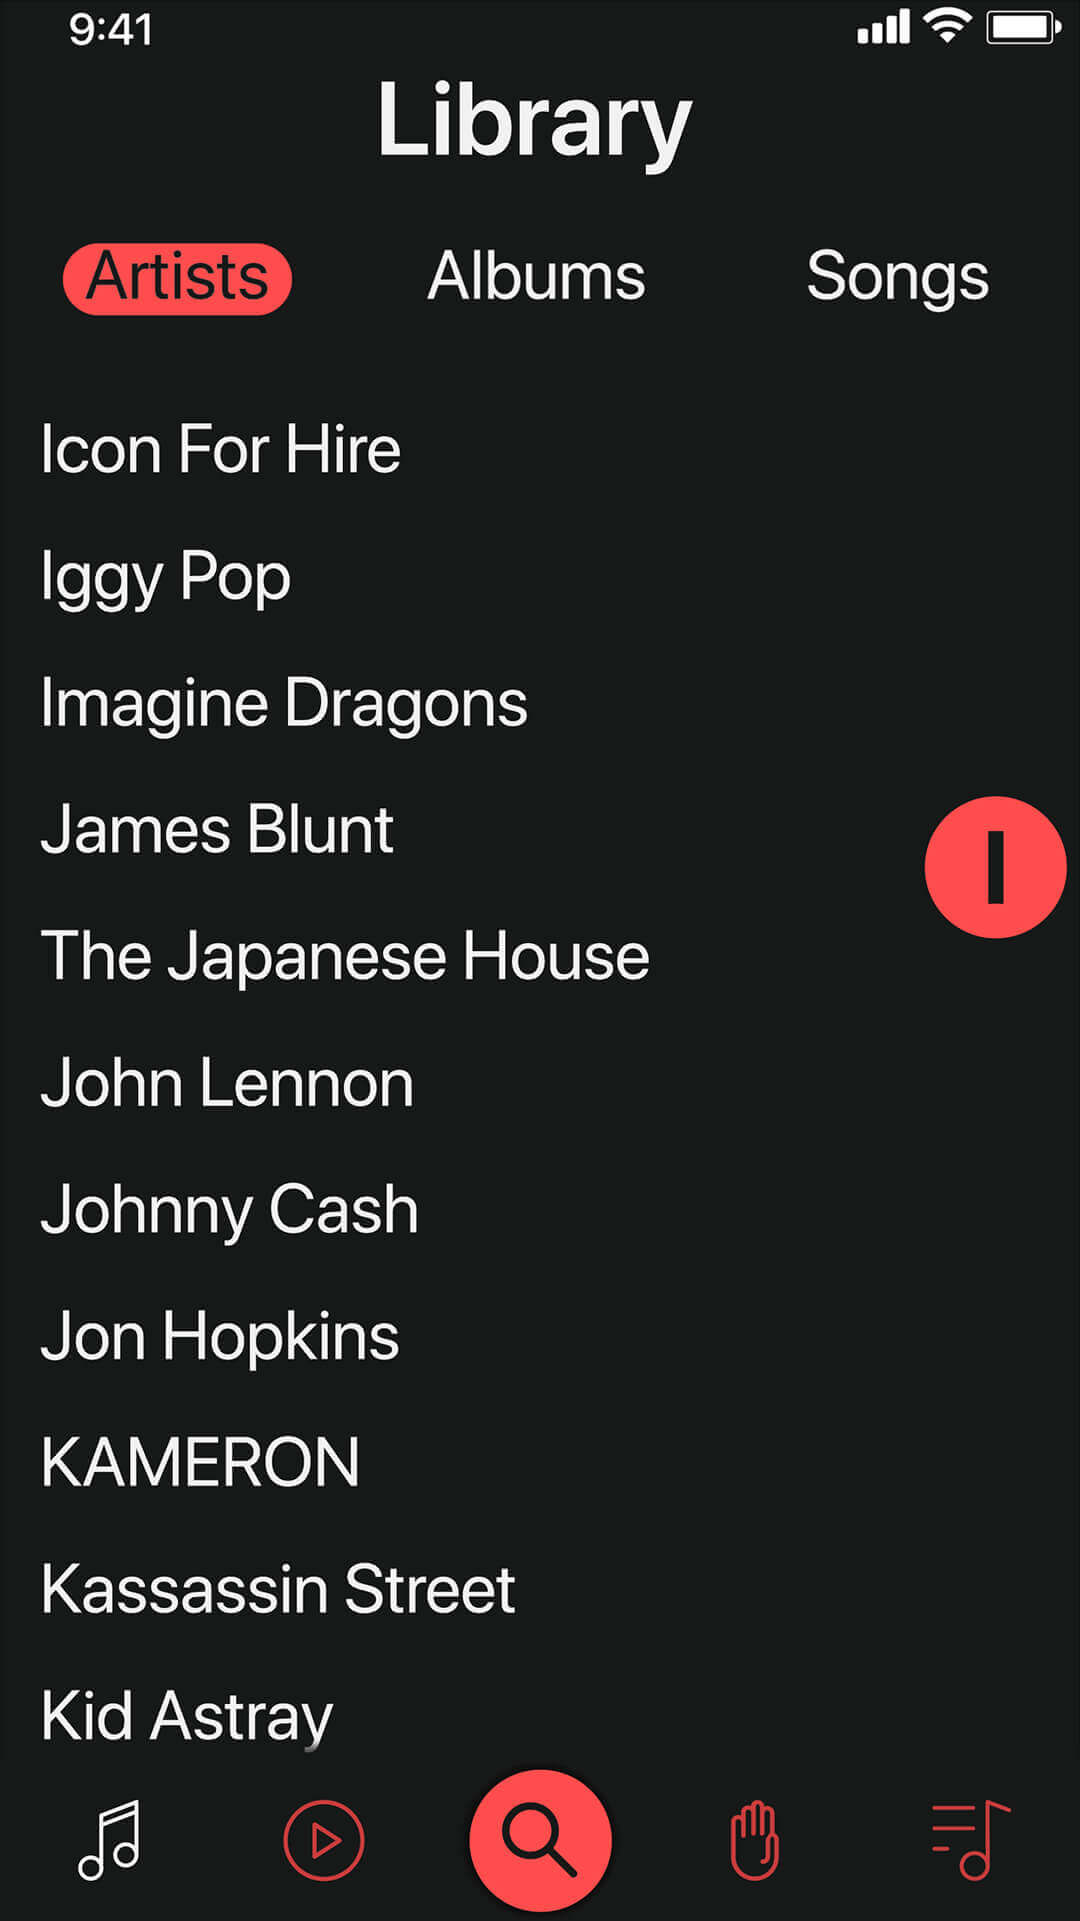 9:41
Library
Artists Albums Songs
Icon For Hire
Iggy Pop
Imagine Dragons
James Blunt
I
The Japanese House
John Lennon
Johnny Cash
Jon Hopkins
KAMERON
Kassassin Street
Kid Astray